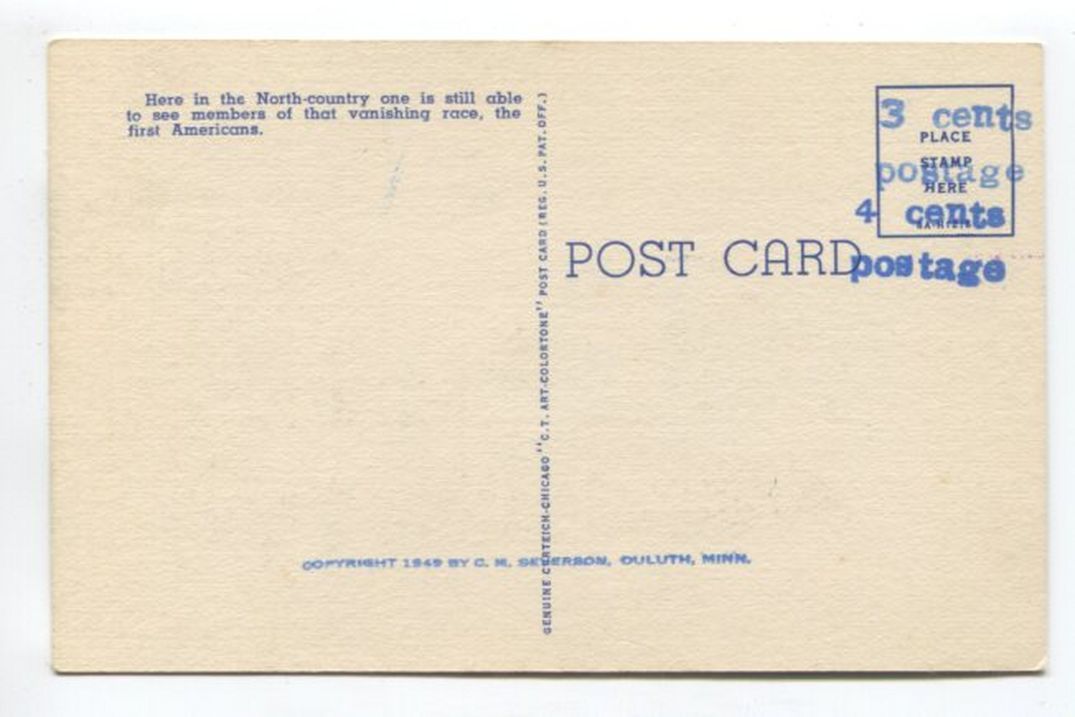 Here in the North-country one is still able
to see members of that vanishing race, the
first Americans.
GENUINE CURTEICH-CHICAGO "C.T. ART-COLORTONE" POST CARD (REG. U.S. PAT. OFF.)
3 cents
postage
4 cents
postage
PLACE
STAMP
HERE
POST CARD
COPYRIGHT 1949 BY C. M. SEVERSON, DULUTH, MINN.